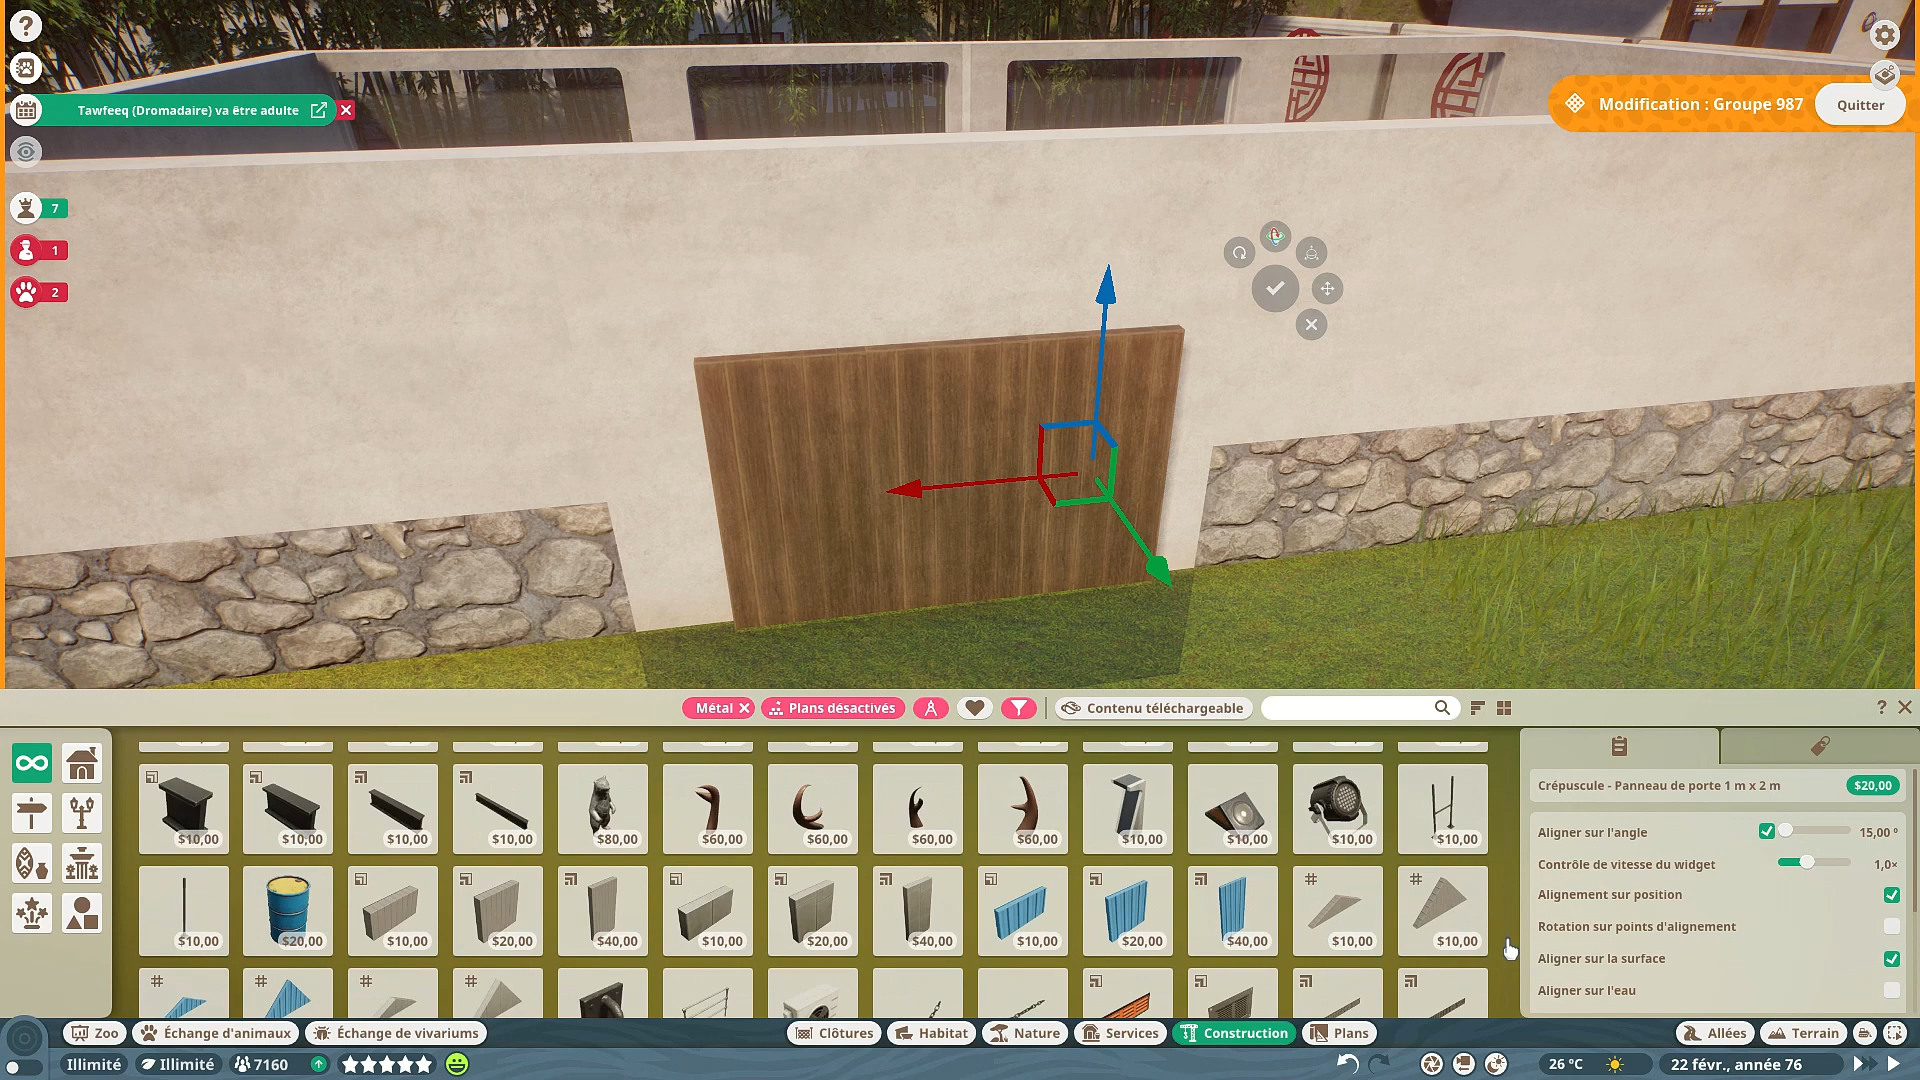 Tawfeeq (Dromadaire) va être adulte
Modification : Groupe 987
Quitter
7
1
2
Métal
Plans désactivés
Contenu téléchargeable
$10,00 $10,00 $10,00 $10,00 $80,00 $60,00 $60,00 $60,00 $60,00 $10,00 $10,00 $10,00 $10,00
$10,00 $20,00 $10,00 $20,00 $40,00 $10,00 $20,00 $40,00 $10,00 $20,00 $40,00 $10,00 $10,00
Crépuscule - Panneau de porte 1 m x 2 m $20,00
Aligner sur l'angle 15,00 °
Contrôle de vitesse du widget 1,0×
Alignement sur position
Rotation sur points d'alignement
Aligner sur la surface
Aligner sur l'eau
Zoo Échange d'animaux Échange de vivariums Clôtures Habitat Nature Services Construction Plans Allées Terrain
Illimité Illimité 7160 26 °C 22 févr., année 76